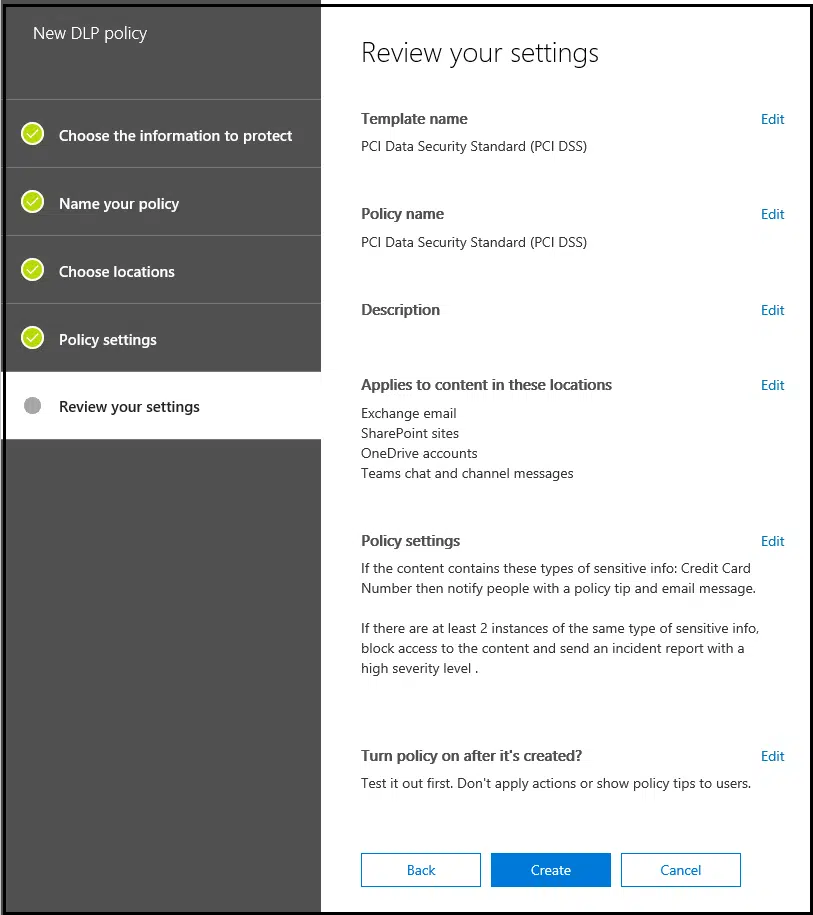 New DLP policy
Choose the information to protect
Name your policy
Choose locations
Policy settings
Review your settings
Review your settings
Template name
Edit
PCI Data Security Standard (PCI DSS)
Policy name
Edit
PCI Data Security Standard (PCI DSS)
Description
Edit
Applies to content in these locations
Edit
Exchange email
SharePoint sites
OneDrive accounts
Teams chat and channel messages
Policy settings
Edit
If the content contains these types of sensitive info: Credit Card
Number then notify people with a policy tip and email message.
If there are at least 2 instances of the same type of sensitive info,
block access to the content and send an incident report with a
high severity level .
Turn policy on after it's created?
Edit
Test it out first. Don't apply actions or show policy tips to users.
Back
Create
Cancel